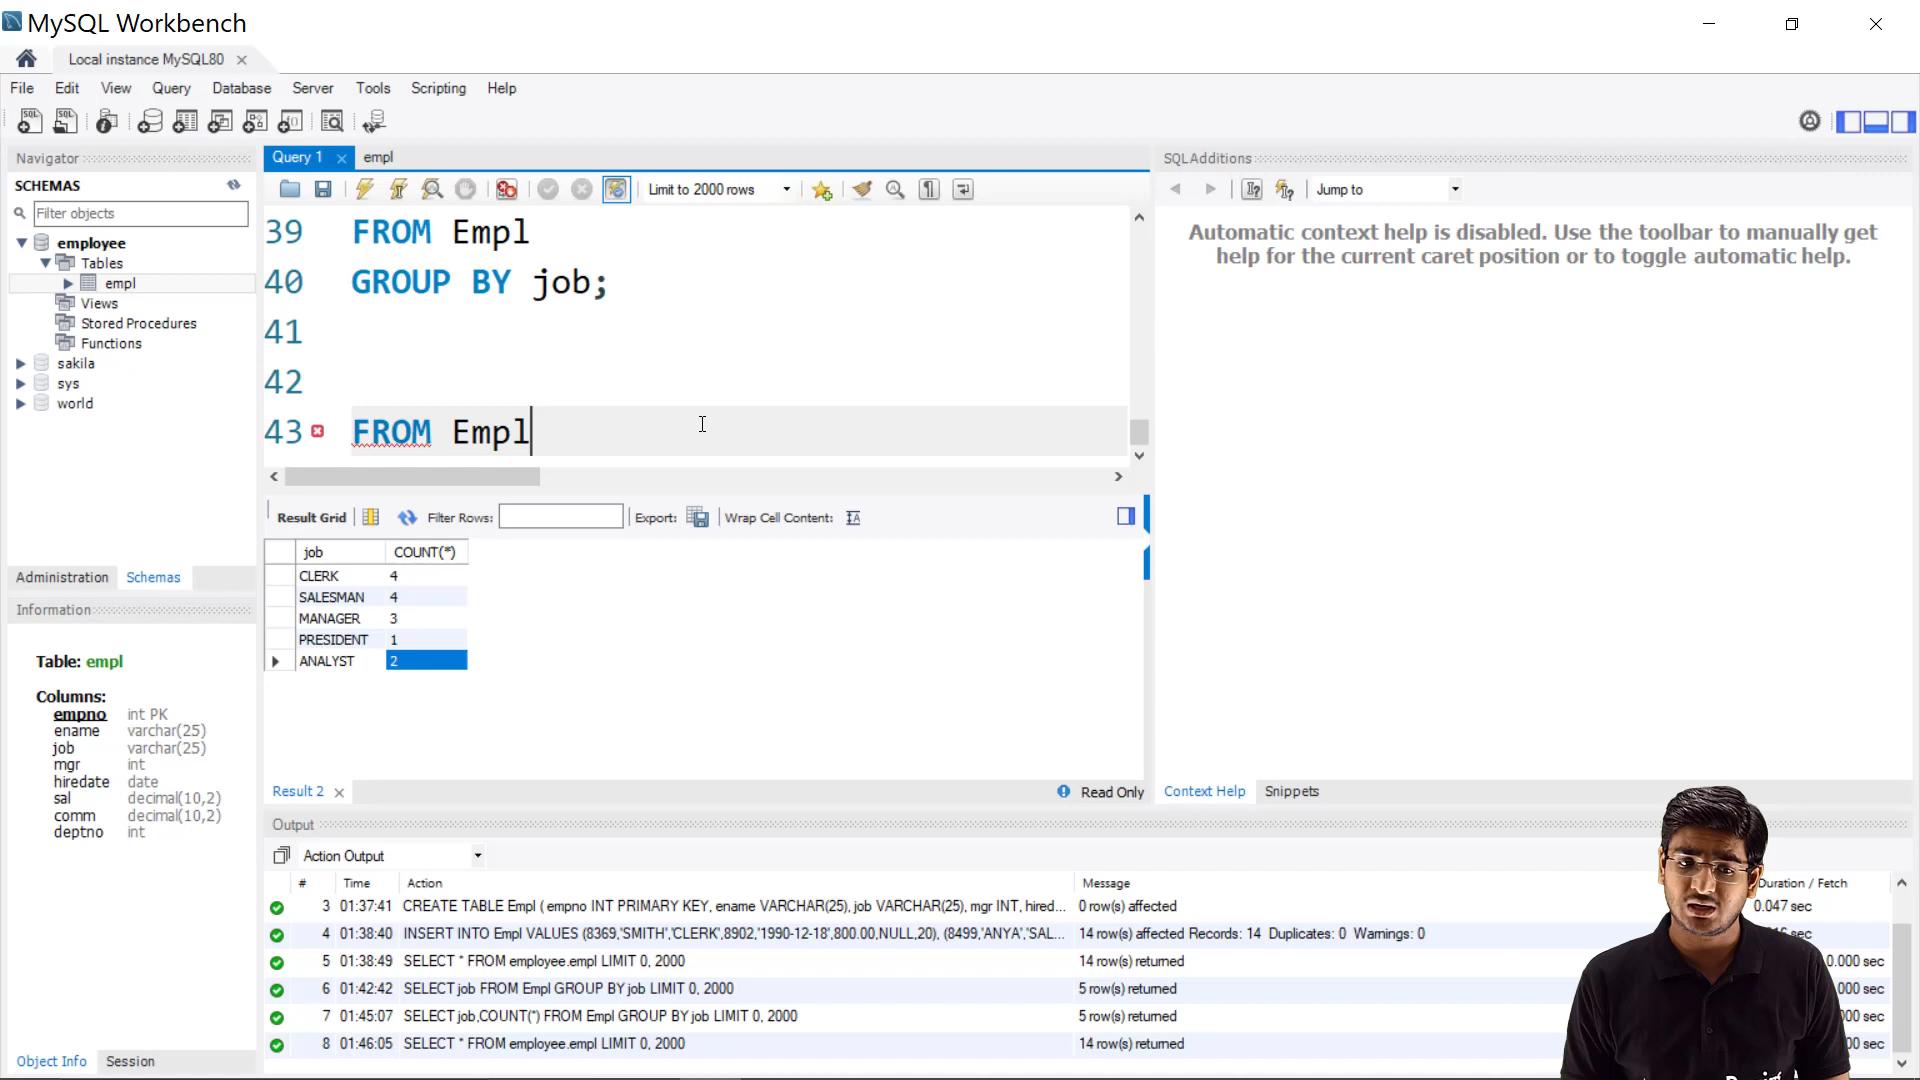 MySQL Workbench
Local instance MySQL80
File Edit View Query Database Server Tools Scripting Help
Navigator
SCHEMAS
Filter objects
employee
Tables
empl
Views
Stored Procedures
Functions
sakila
sys
world
Administration Schemas
Information
Table: empl
Columns:
empno int PK
ename varchar(25)
job varchar(25)
mgr int
hiredate date
sal decimal(10,2)
comm decimal(10,2)
deptno int
Object Info Session
Query 1 empl
Limit to 2000 rows
39 FROM Empl
40 GROUP BY job;
41
42
43 FROM Empl
Result Grid Filter Rows: Export: Wrap Cell Content:
job COUNT(*)
CLERK 4
SALESMAN 4
MANAGER 3
PRESIDENT 1
ANALYST 2
Result 2 Read Only
SQLAdditions
Jump to
Automatic context help is disabled. Use the toolbar to manually get
help for the current caret position or to toggle automatic help.
Context Help Snippets
Output
Action Output
# Time Action Message Duration / Fetch
3 01:37:41 CREATE TABLE Empl ( empno INT PRIMARY KEY, ename VARCHAR(25), job VARCHAR(25), mgr INT, hired... 0 row(s) affected 0.047 sec
4 01:38:40 INSERT INTO Empl VALUES (8369,'SMITH','CLERK',8902,'1990-12-18',800.00,NULL,20), (8499,'ANYA','SAL... 14 row(s) affected Records: 14 Duplicates: 0 Warnings: 0 sec
5 01:38:49 SELECT * FROM employee.empl LIMIT 0, 2000 14 row(s) returned 0.000 sec
6 01:42:42 SELECT job FROM Empl GROUP BY job LIMIT 0, 2000 5 row(s) returned 000 sec
7 01:45:07 SELECT job,COUNT(*) FROM Empl GROUP BY job LIMIT 0, 2000 5 row(s) returned 00 sec
8 01:46:05 SELECT * FROM employee.empl LIMIT 0, 2000 14 row(s) returned 00 sec